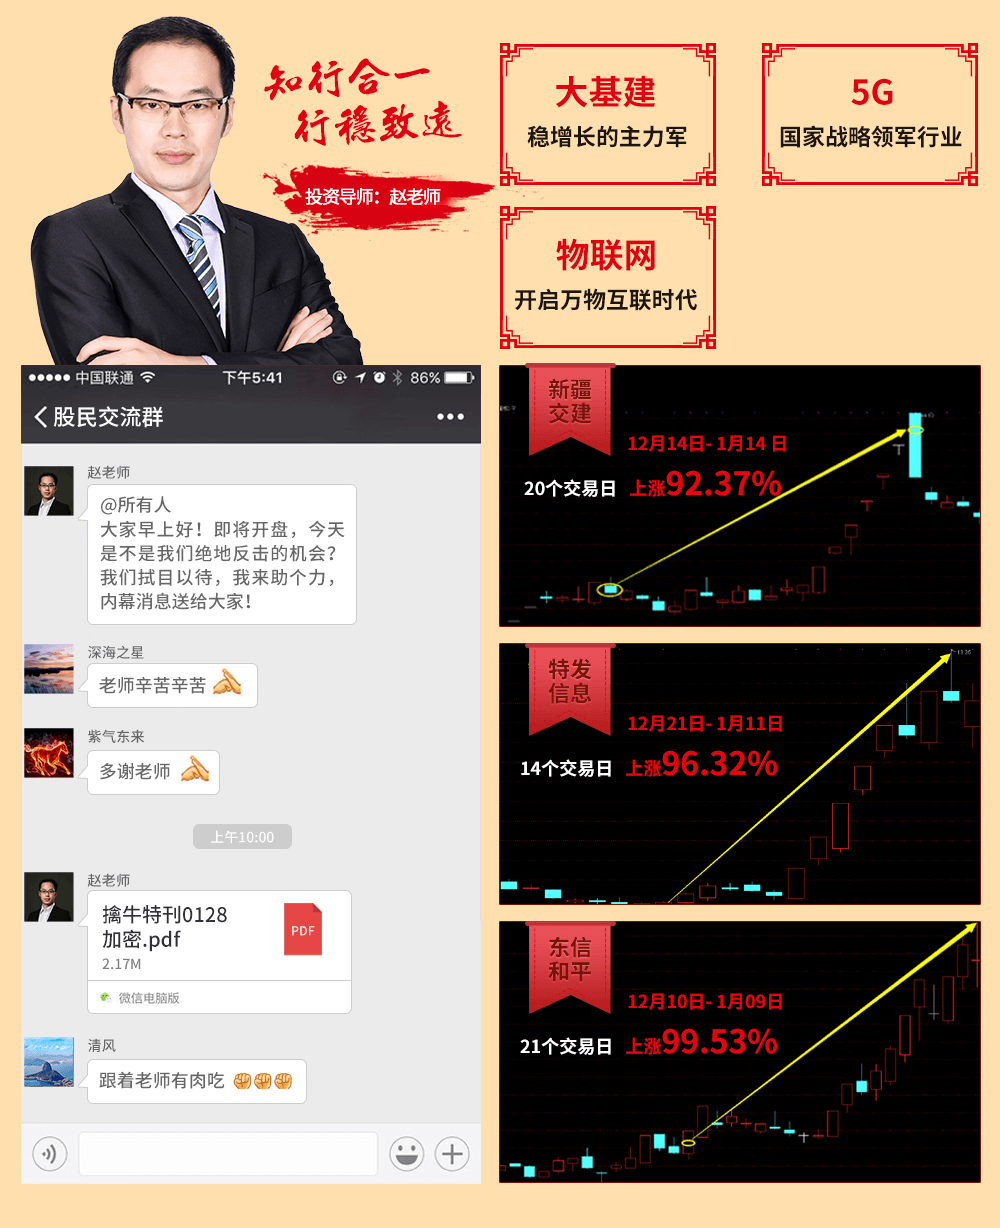 知行合一
行穩致遠
投资导师：赵老师
大基建
稳增长的主力军
5G
国家战略领军行业
物联网
开启万物互联时代
中国联通
下午5:41
86%
股民交流群
赵老师
@所有人
大家早上好！即将开盘，今天
是不是我们绝地反击的机会？
我们拭目以待，我来助个力，
内幕消息送给大家！
深海之星
老师辛苦辛苦
紫气东来
多谢老师
上午10:00
赵老师
擒牛特刊0128
加密.pdf
PDF
2.17M
微信电脑版
清风
跟着老师有肉吃
新疆
交建
12月14日- 1月14 日
20个交易日 上涨92.37%
特发
信息
12月21日- 1月11日
14个交易日 上涨96.32%
东信
和平
12月10日- 1月09日
21个交易日 上涨99.53%